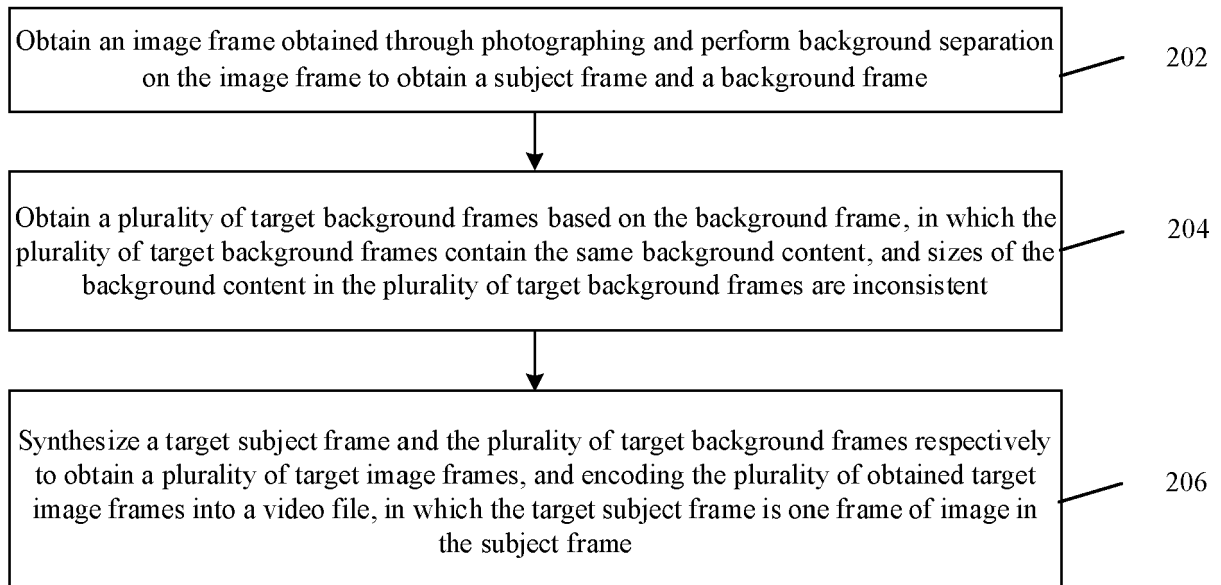 Obtain an image frame obtained through photographing and perform background separation
on the image frame to obtain a subject frame and a background frame
202
Obtain a plurality of target background frames based on the background frame, in which the
plurality of target background frames contain the same background content, and sizes of the
background content in the plurality of target background frames are inconsistent
204
Synthesize a target subject frame and the plurality of target background frames respectively
to obtain a plurality of target image frames, and encoding the plurality of obtained target
image frames into a video file, in which the target subject frame is one frame of image in
the subject frame
206